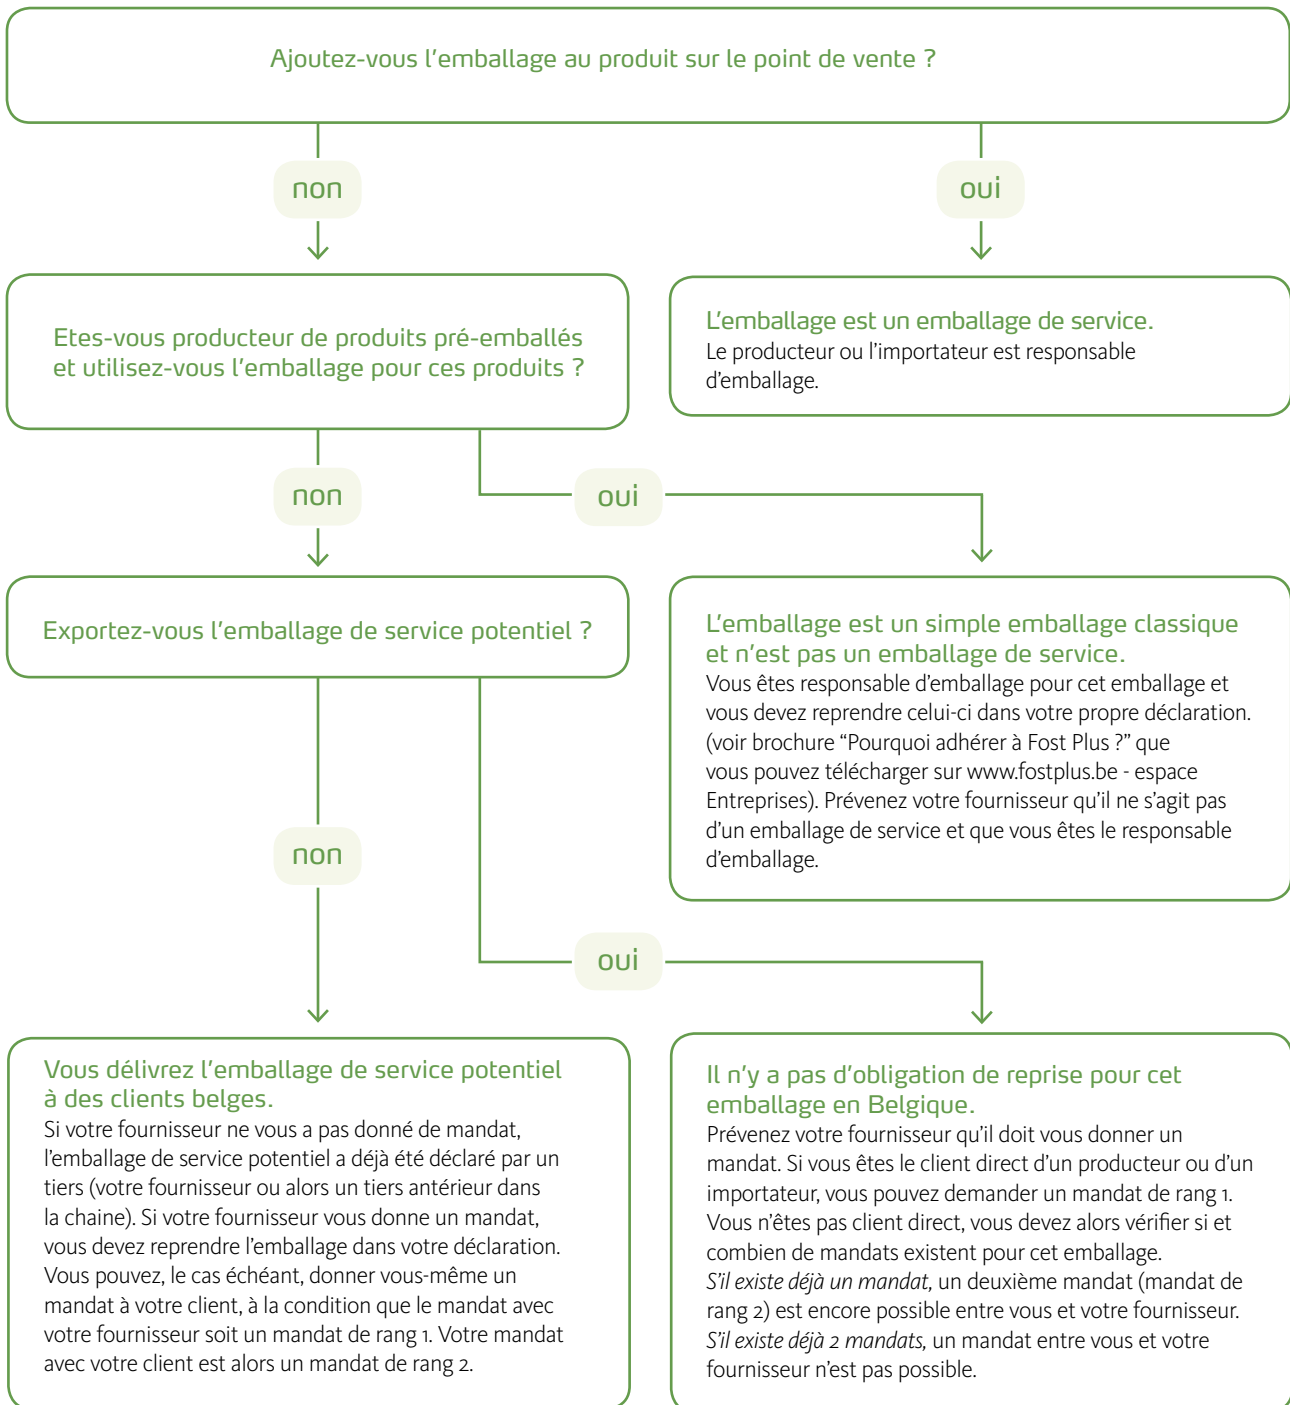 Ajoutez-vous l'emballage au produit sur le point de vente ?
non
oui
Etes-vous producteur de produits pré-emballés
et utilisez-vous l'emballage pour ces produits ?
L'emballage est un emballage de service.
Le producteur ou l'importateur est responsable
d'emballage.
non
oui
Exportez-vous l'emballage de service potentiel ?
L'emballage est un simple emballage classique
et n'est pas un emballage de service.
Vous êtes responsable d'emballage pour cet emballage et
vous devez reprendre celui-ci dans votre propre déclaration.
(voir brochure “Pourquoi adhérer à Fost Plus ?” que
vous pouvez télécharger sur www.fostplus.be - espace
Entreprises). Prévenez votre fournisseur qu'il ne s'agit pas
d'un emballage de service et que vous êtes le responsable
d'emballage.
non
oui
Vous délivrez l'emballage de service potentiel
à des clients belges.
Si votre fournisseur ne vous a pas donné de mandat,
l'emballage de service potentiel a déjà été déclaré par un
tiers (votre fournisseur ou alors un tiers antérieur dans
la chaine). Si votre fournisseur vous donne un mandat,
vous devez reprendre l'emballage dans votre déclaration.
Vous pouvez, le cas échéant, donner vous-même un
mandat à votre client, à la condition que le mandat avec
votre fournisseur soit un mandat de rang 1. Votre mandat
avec votre client est alors un mandat de rang 2.
Il n'y a pas d'obligation de reprise pour cet
emballage en Belgique.
Prévenez votre fournisseur qu'il doit vous donner un
mandat. Si vous êtes le client direct d'un producteur ou d'un
importateur, vous pouvez demander un mandat de rang 1.
Vous n'êtes pas client direct, vous devez alors vérifier si et
combien de mandats existent pour cet emballage.
S'il existe déjà un mandat, un deuxième mandat (mandat de
rang 2) est encore possible entre vous et votre fournisseur.
S'il existe déjà 2 mandats, un mandat entre vous et votre
fournisseur n'est pas possible.